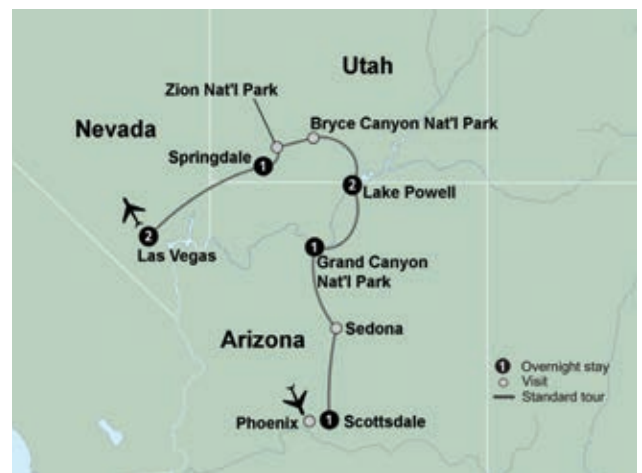 Utah
Zion Nat'l Park
Nevada
Bryce Canyon Nat'l Park
Springdale 1
2 Lake Powell
2
Las Vegas
1
Grand Canyon
Nat'l Park
Arizona
Sedona
1 Overnight stay
Visit
Standard tour
Phoenix 1 Scottsdale